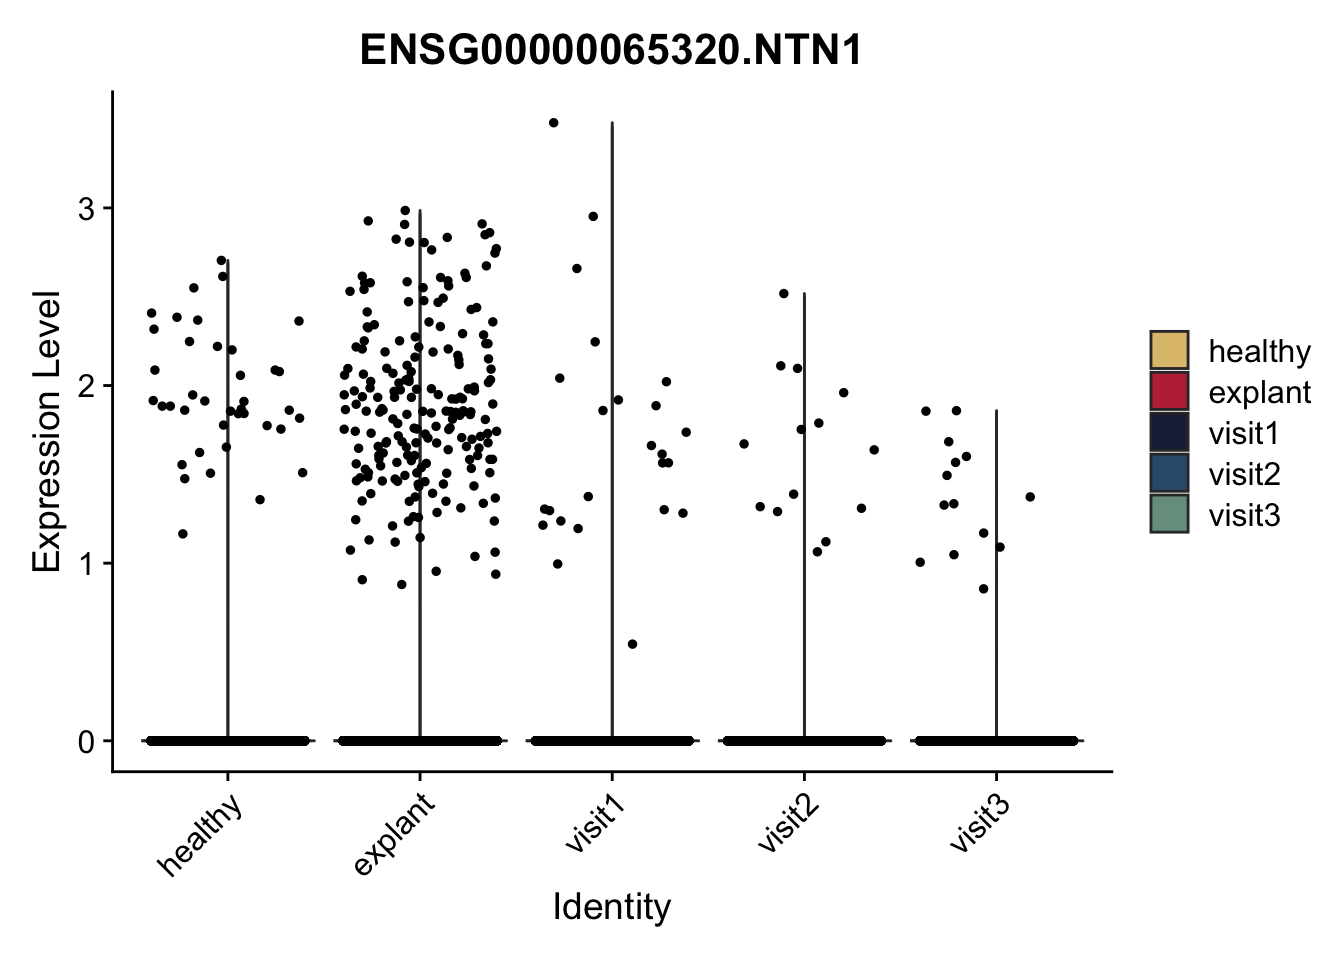 ENSG00000065320.NTN1
Expression Level
3
2
1
0
healthy
explant
visit1
visit2
visit3
Identity
healthy
explant
visit1
visit2
visit3